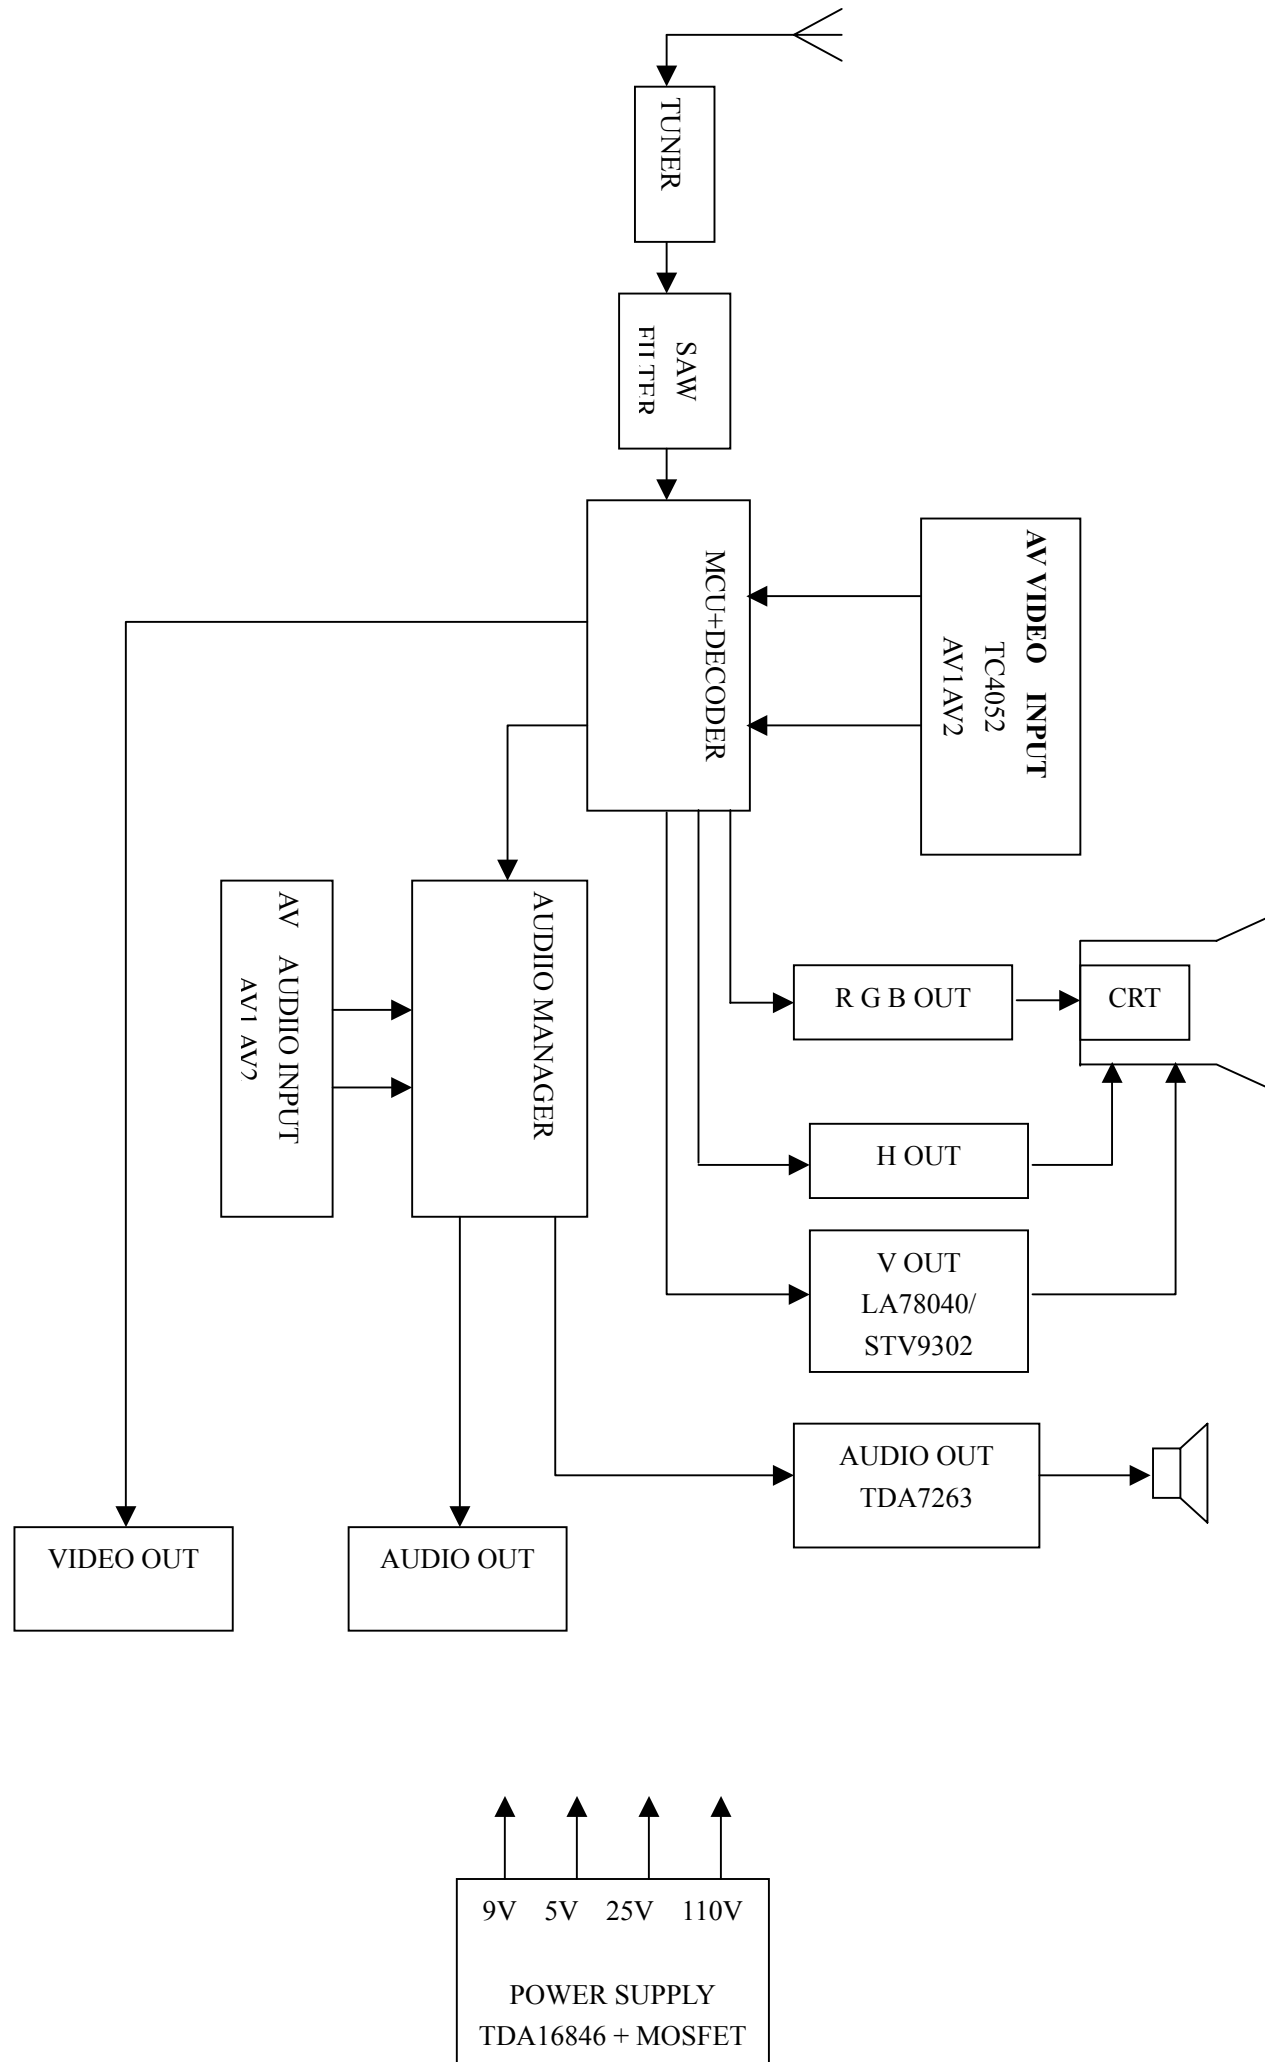 TUNER
SAW
FILTER
MCU+DECODER
AV VIDEO INPUT
TC4052
AV1AV2
AV AUDIIO INPUT
AV1 AV2
AUDIIO MANAGER
R G B OUT
CRT
H OUT
V OUT
LA78040/
STV9302
AUDIO OUT
TDA7263
VIDEO OUT
AUDIO OUT
9V 5V 25V 110V
POWER SUPPLY
TDA16846 + MOSFET